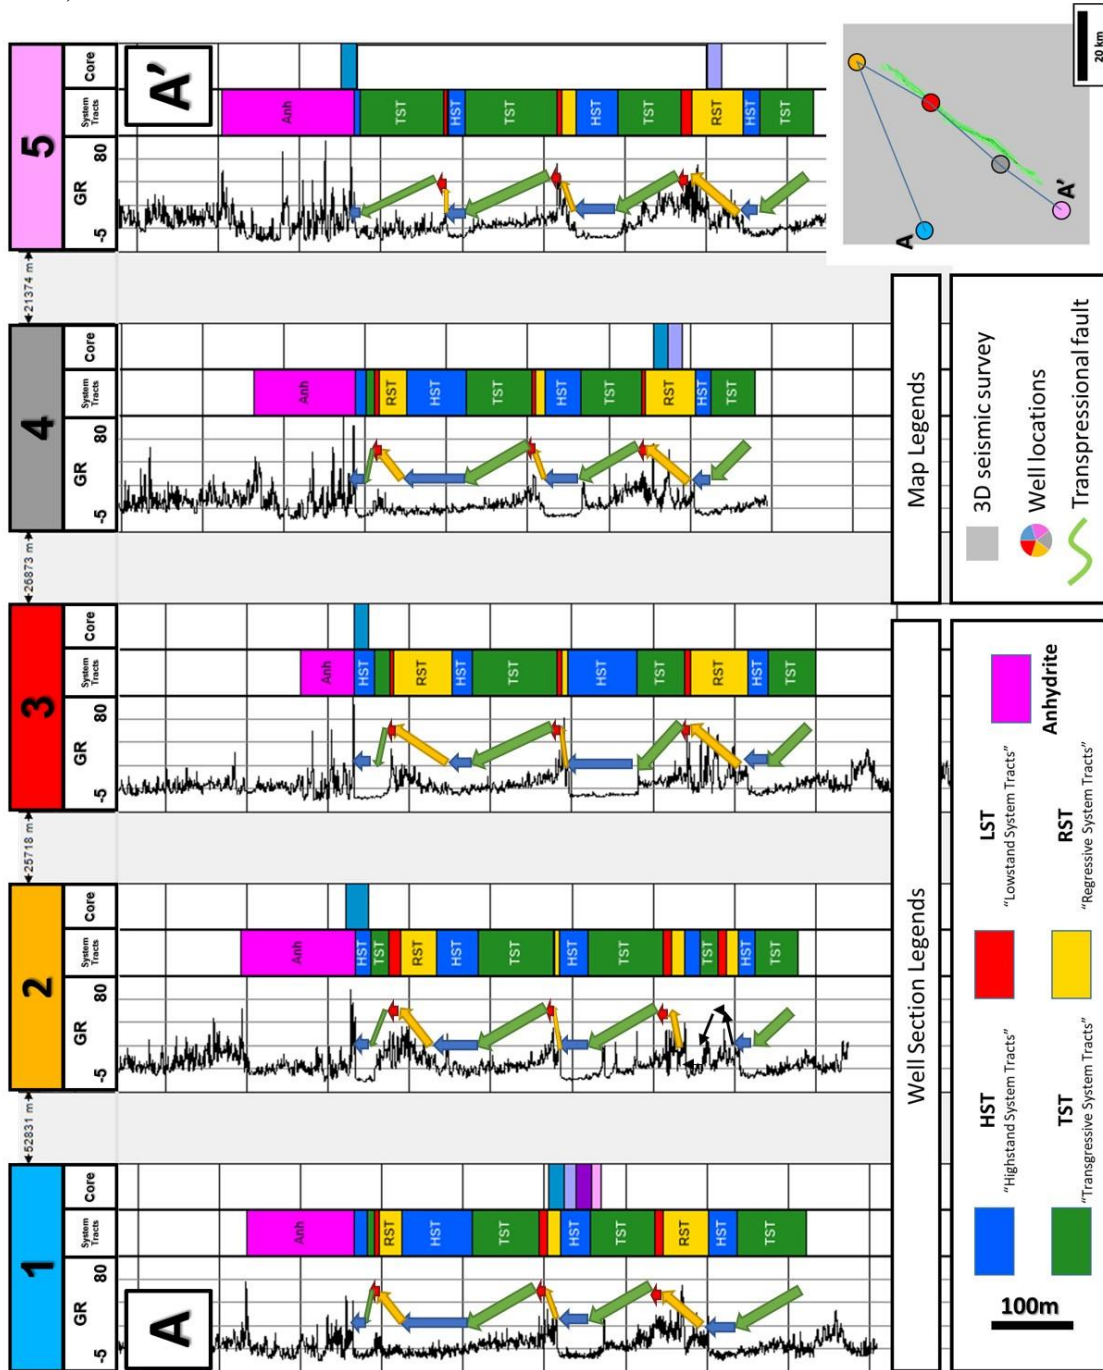 1
GR
System
Tracts
Core
-5 80
A
Anh
RST
HST
TST
HST
TST
RST
HST
TST
52831 m
2
GR
System
Tracts
Core
-5 80
Anh
HST
TST
RST
HST
TST
HST
TST
TST
HST
TST
25718 m
3
GR
System
Tracts
Core
-5 80
Anh
HST
RST
HST
TST
HST
TST
RST
HST
TST
26873 m
4
GR
System
Tracts
Core
-5 80
Anh
RST
HST
TST
HST
TST
RST
HST
TST
21374 m
5
GR
System
Tracts
Core
-5 80
A'
Anh
TST
HST
TST
HST
TST
RST
HST
TST
Well Section Legends
100m
HST
"Highstand System Tracts"
LST
"Lowstand System Tracts"
Anhydrite
TST
"Transgressive System Tracts"
RST
"Regressive System Tracts"
Map Legends
3D seismic survey
Well locations
Transpressional fault
A
A'
20 km